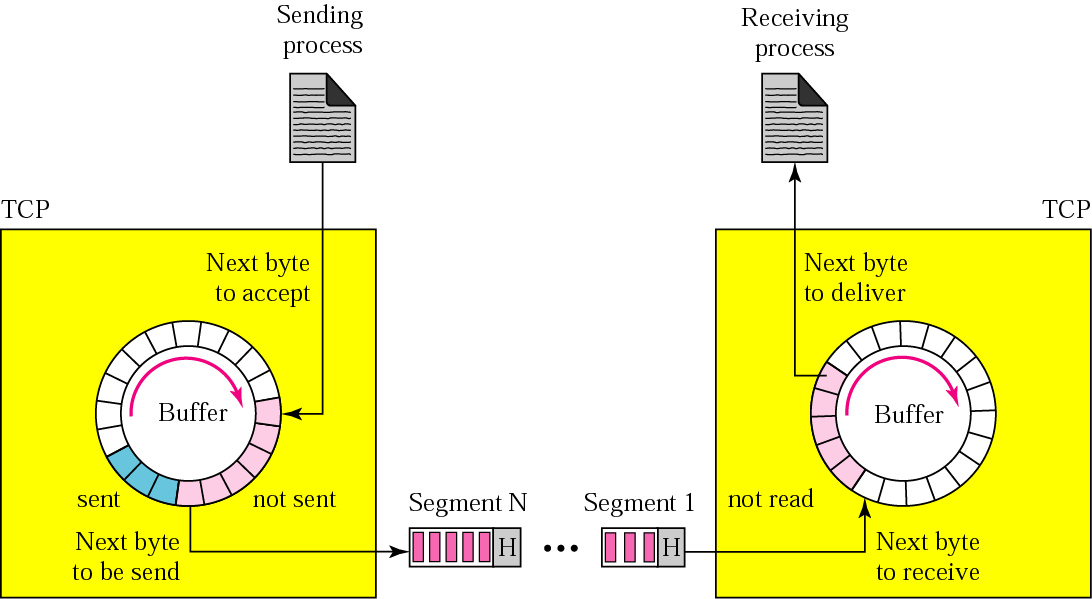 Sending
process
Receiving
process
TCP
TCP
Next byte
to accept
Next byte
to deliver
Buffer
Buffer
sent
not sent
Segment N
Segment 1
not read
Next byte
to be send
H
...
H
Next byte
to receive